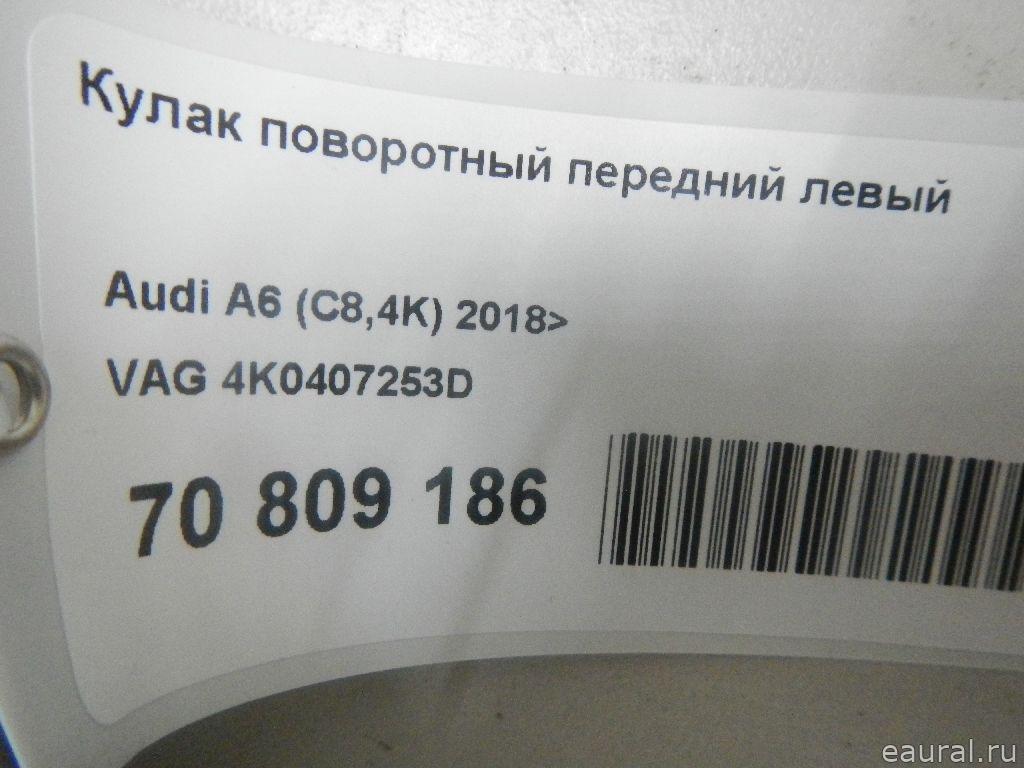 Кулак поворотный передний левый
Audi A6 (C8,4K) 2018>
VAG 4K0407253D
70 809 186
eaural.ru